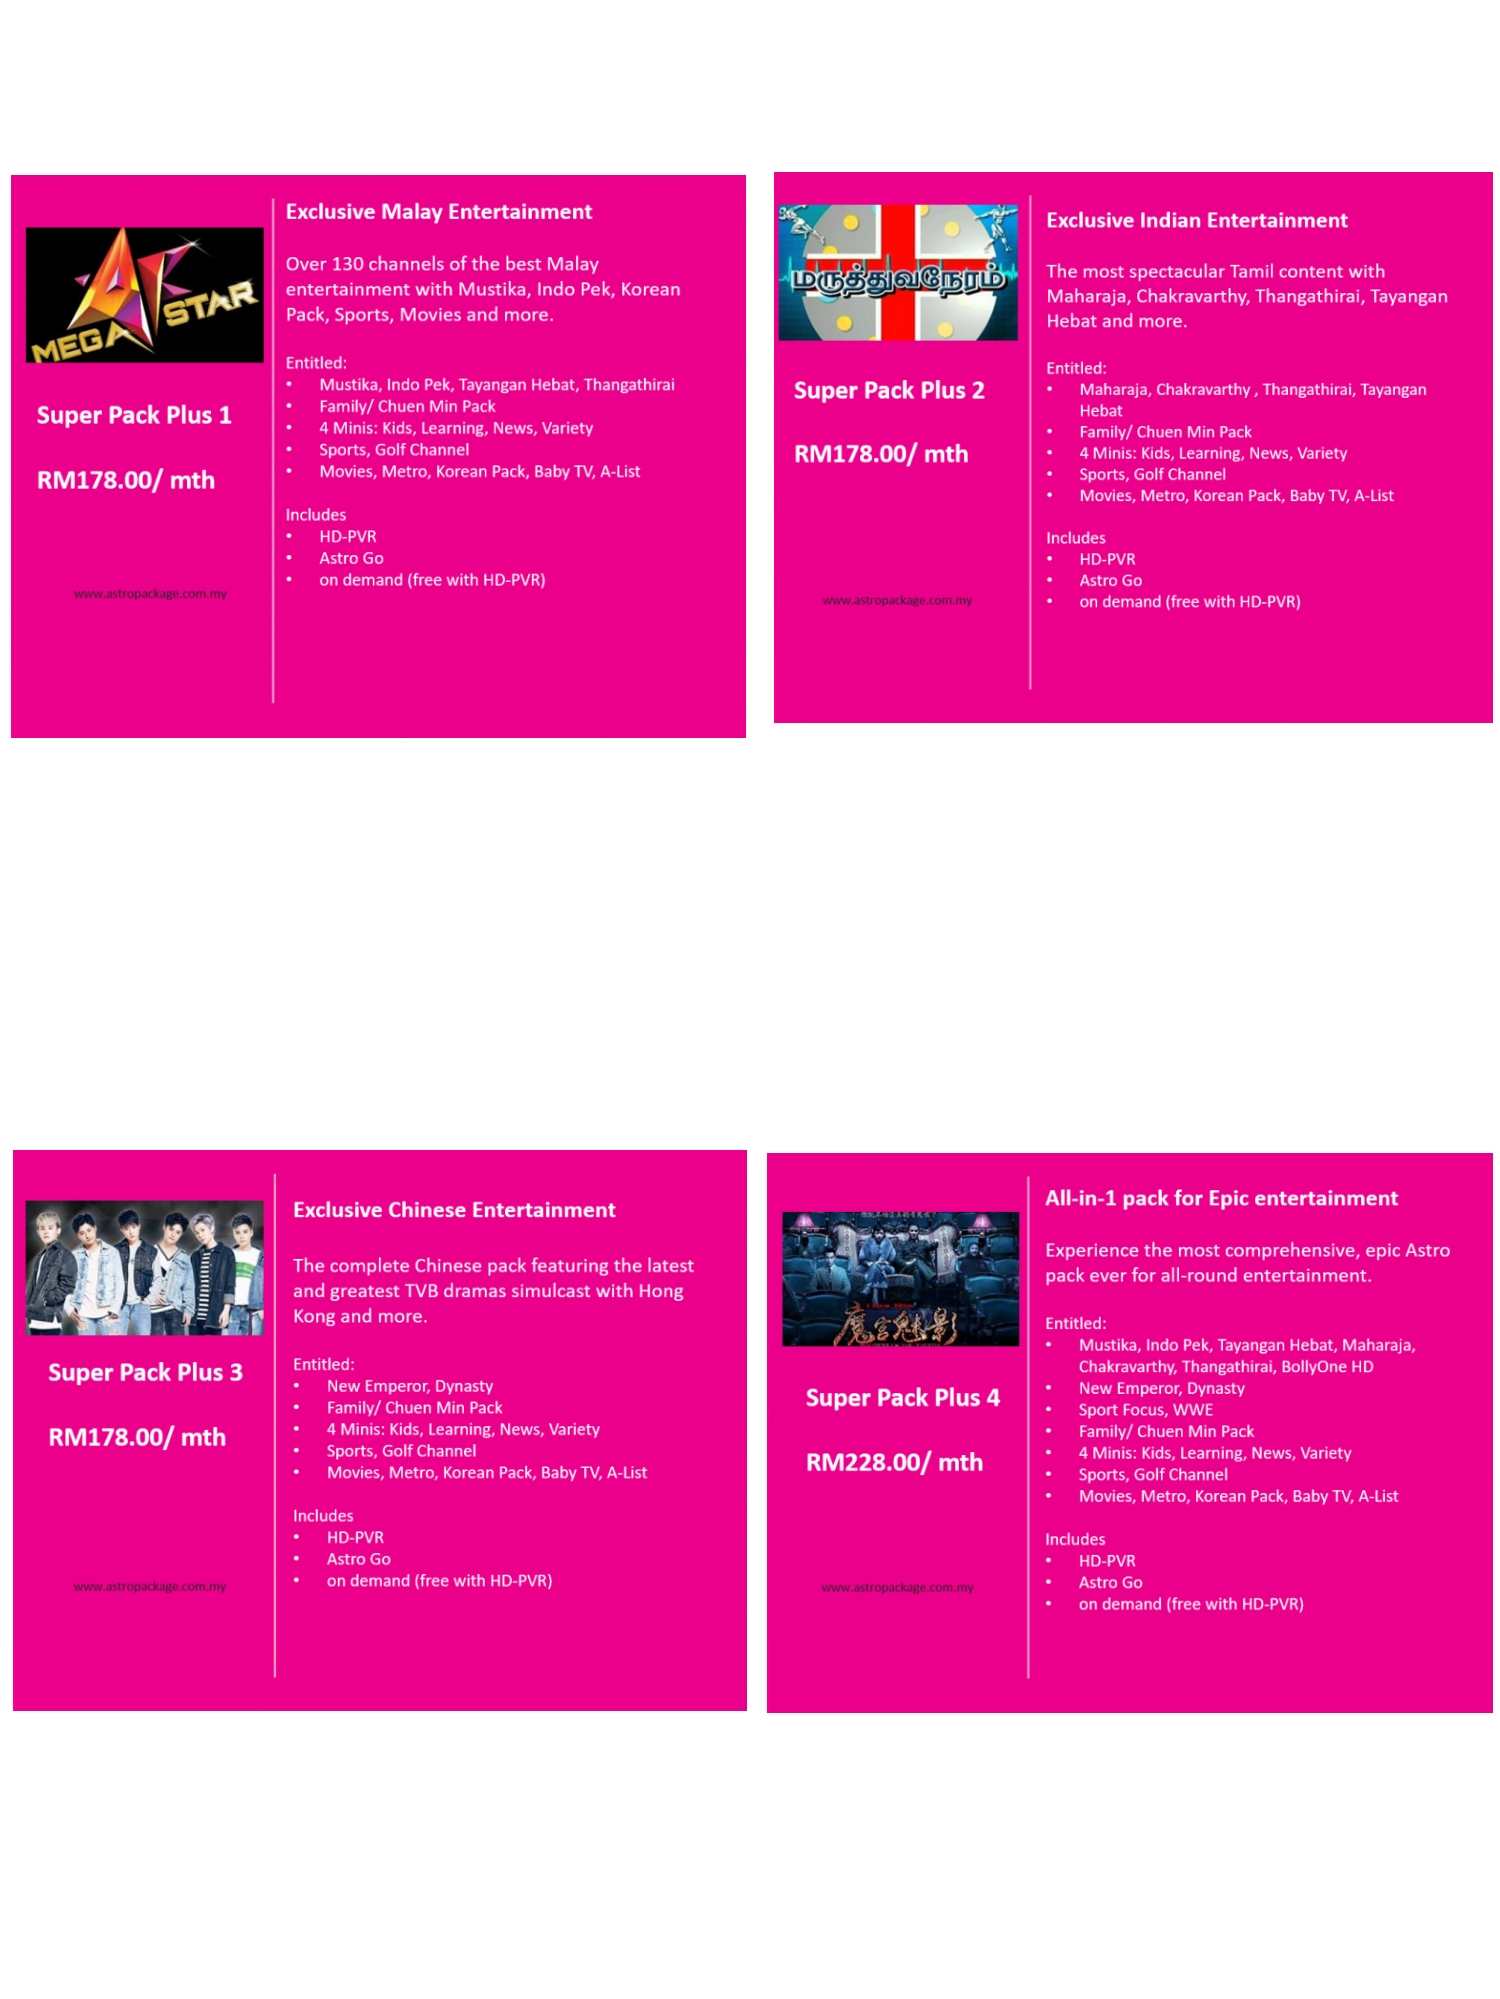 MEGA STAR
Super Pack Plus 1
RM178.00/ mth
www.astropackage.com.my
Exclusive Malay Entertainment
Over 130 channels of the best Malay
entertainment with Mustika, Indo Pek, Korean
Pack, Sports, Movies and more.
Entitled:
• Mustika, Indo Pek, Tayangan Hebat, Thangathirai
• Family/ Chuen Min Pack
• 4 Minis: Kids, Learning, News, Variety
• Sports, Golf Channel
• Movies, Metro, Korean Pack, Baby TV, A-List
Includes
• HD-PVR
• Astro Go
• on demand (free with HD-PVR)
மருத்துவநேரம்
Super Pack Plus 2
RM178.00/ mth
www.astropackage.com.my
Exclusive Indian Entertainment
The most spectacular Tamil content with
Maharaja, Chakravarthy, Thangathirai, Tayangan
Hebat and more.
Entitled:
• Maharaja, Chakravarthy , Thangathirai, Tayangan
Hebat
• Family/ Chuen Min Pack
• 4 Minis: Kids, Learning, News, Variety
• Sports, Golf Channel
• Movies, Metro, Korean Pack, Baby TV, A-List
Includes
• HD-PVR
• Astro Go
• on demand (free with HD-PVR)
Super Pack Plus 3
RM178.00/ mth
www.astropackage.com.my
Exclusive Chinese Entertainment
The complete Chinese pack featuring the latest
and greatest TVB dramas simulcast with Hong
Kong and more.
Entitled:
• New Emperor, Dynasty
• Family/ Chuen Min Pack
• 4 Minis: Kids, Learning, News, Variety
• Sports, Golf Channel
• Movies, Metro, Korean Pack, Baby TV, A-List
Includes
• HD-PVR
• Astro Go
• on demand (free with HD-PVR)
魔宫魅影
Super Pack Plus 4
RM228.00/ mth
www.astropackage.com.my
All-in-1 pack for Epic entertainment
Experience the most comprehensive, epic Astro
pack ever for all-round entertainment.
Entitled:
• Mustika, Indo Pek, Tayangan Hebat, Maharaja,
Chakravarthy, Thangathirai, BollyOne HD
• New Emperor, Dynasty
• Sport Focus, WWE
• Family/ Chuen Min Pack
• 4 Minis: Kids, Learning, News, Variety
• Sports, Golf Channel
• Movies, Metro, Korean Pack, Baby TV, A-List
Includes
• HD-PVR
• Astro Go
• on demand (free with HD-PVR)